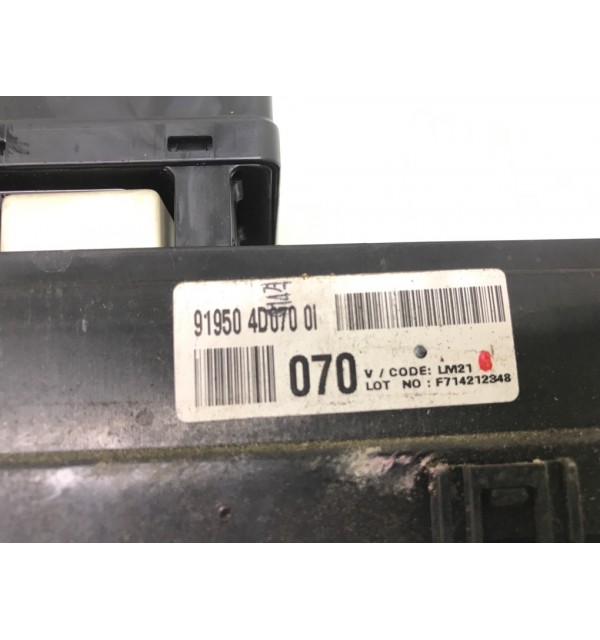 91950 4D070 01
070
V / CODE: LM21
LOT NO : F714212348